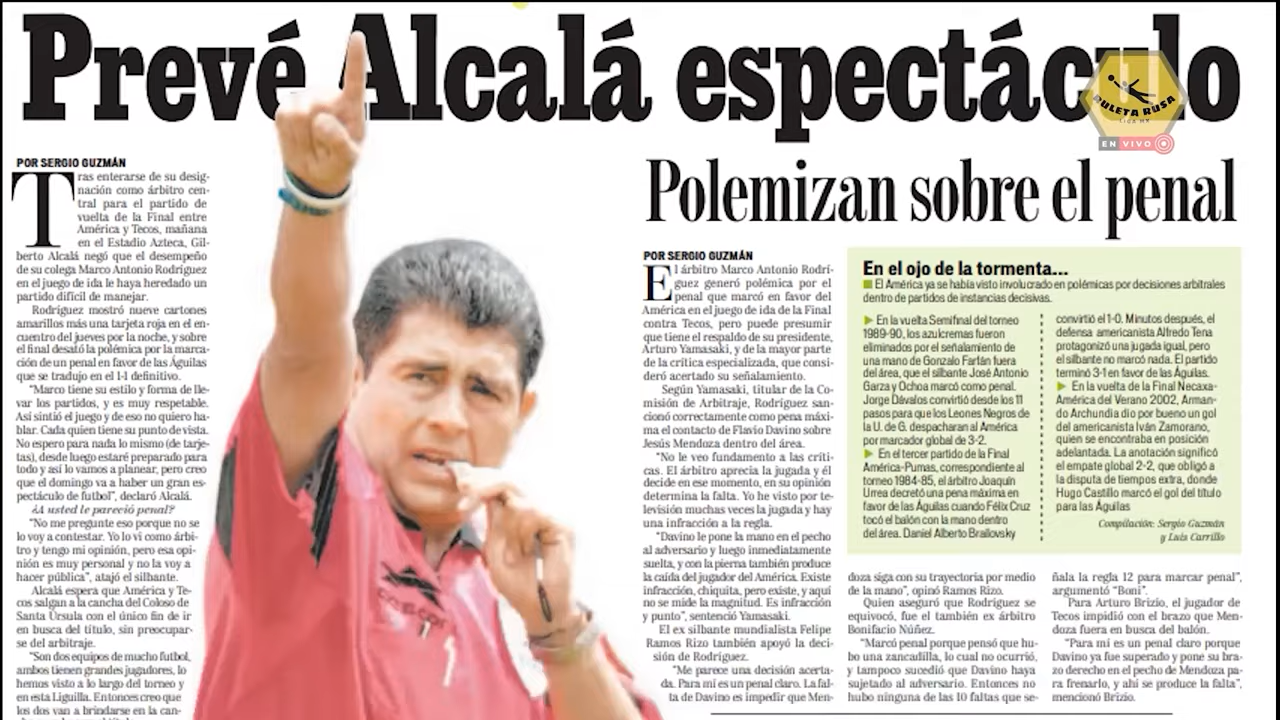 Prevé Alcalá espectáculo
RULETA RUSA
LIGA MX
EN VIVO
POR SERGIO GUZMÁN
Tras enterarse de su desig-
nación como árbitro cen-
tral para el partido de
vuelta de la Final entre
América y Tecos, mañana
en el Estadio Azteca, Gil-
berto Alcalá negó que el desempeño
de su colega Marco Antonio Rodríguez
en el juego de ida le haya heredado un
partido difícil de manejar.
Rodríguez mostró nueve cartones
amarillos más una tarjeta roja en el en-
cuentro del jueves por la noche, y sobre
el final desató la polémica por la marca-
ción de un penal en favor de las Águilas
que se tradujo en el 1-1 definitivo.
"Marco tiene su estilo y forma de lle-
var los partidos, y es muy respetable.
Así sintió el juego y de eso no quiero ha-
blar. Cada quien tiene su punto de vista.
No espero para nada lo mismo (de tarje-
tas), desde luego estaré preparado para
todo y así lo vamos a planear, pero creo
que el domingo va a haber un gran es-
pectáculo de futbol", declaró Alcalá.
¿A usted le pareció penal?
"No me pregunte eso porque no se
lo voy a contestar. Yo lo vi como árbi-
tro y tengo mi opinión, pero esa opi-
nión es muy personal y no la voy a
hacer pública", atajó el silbante.
Alcalá espera que América y Te-
cos salgan a la cancha del Coloso de
Santa Úrsula con el único fin de ir
en busca del título, sin preocupar-
se del arbitraje.
"Son dos equipos de mucho futbol,
ambos tienen grandes jugadores, lo
hemos visto a lo largo del torneo y
en esta Liguilla. Entonces creo que
los dos van a brindarse en la can-
Polemizan sobre el penal
POR SERGIO GUZMÁN
El árbitro Marco Antonio Rodrí-
guez generó polémica por el
penal que marcó en favor del
América en el juego de ida de la Final
contra Tecos, pero puede presumir
que tiene el respaldo de su presidente,
Arturo Yamasaki, y de la mayor parte
de la crítica especializada, que consi-
deró acertado su señalamiento.
Según Yamasaki, titular de la Co-
misión de Arbitraje, Rodríguez san-
cionó correctamente como pena máxi-
ma el contacto de Flavio Davino sobre
Jesús Mendoza dentro del área.
"No le veo fundamento a las críti-
cas. El árbitro aprecia la jugada y él
decide en ese momento, en su opinión
determina la falta. Yo he visto por te-
levisión muchas veces la jugada y hay
una infracción a la regla.
"Davino le pone la mano en el pecho
al adversario y luego inmediatamente
suelta, y con la pierna también produce
la caída del jugador del América. Existe
infracción, chiquita, pero existe, y aquí
no se mide la magnitud. Es infracción
y punto", sentenció Yamasaki.
El ex silbante mundialista Felipe
Ramos Rizo también apoyó la deci-
sión de Rodríguez.
"Me parece una decisión acerta-
da. Para mí es un penal claro. La fal-
ta de Davino es impedir que Men-
doza siga con su trayectoria por medio
de la mano", opinó Ramos Rizo.
Quien aseguró que Rodríguez se
equivocó, fue el también ex árbitro
Bonifacio Núñez.
"Marcó penal porque pensó que hu-
bo una zancadilla, lo cual no ocurrió,
y tampoco sucedió que Davino haya
sujetado al adversario. Entonces no
hubo ninguna de las 10 faltas que se-
ñala la regla 12 para marcar penal",
argumentó "Boni".
Para Arturo Brizio, el jugador de
Tecos impidió con el brazo que Men-
doza fuera en busca del balón.
"Para mí es un penal claro porque
Davino ya fue superado y pone su bra-
zo derecho en el pecho de Mendoza pa-
ra frenarlo, y ahí se produce la falta",
mencionó Brizio.
En el ojo de la tormenta...
El América ya se había visto involucrado en polémicas por decisiones arbitrales
dentro de partidos de instancias decisivas.
En la vuelta Semifinal del torneo
1989-90, los azulcremas fueron
eliminados por el señalamiento de
una mano de Gonzalo Farfán fuera
del área, que el silbante José Antonio
Garza y Ochoa marcó como penal.
Jorge Dávalos convirtió desde los 11
pasos para que los Leones Negros de
la U. de G. despacharan al América
por marcador global de 3-2.
En el tercer partido de la Final
América-Pumas, correspondiente al
torneo 1984-85, el árbitro Joaquín
Urrea decretó una pena máxima en
favor de las Águilas cuando Félix Cruz
tocó el balón con la mano dentro
del área. Daniel Alberto Brailovsky
convirtió el 1-0. Minutos después, el
defensa americanista Alfredo Tena
protagonizó una jugada igual, pero
el silbante no marcó nada. El partido
terminó 3-1 en favor de las Águilas.
En la vuelta de la Final Necaxa-
América del Verano 2002, Arman-
do Archundia dio por bueno un gol
del americanista Iván Zamorano,
quien se encontraba en posición
adelantada. La anotación significó
el empate global 2-2, que obligó a
la disputa de tiempos extra, donde
Hugo Castillo marcó el gol del título
para las Águilas
Compilación: Sergio Guzmán
y Luis Carrillo